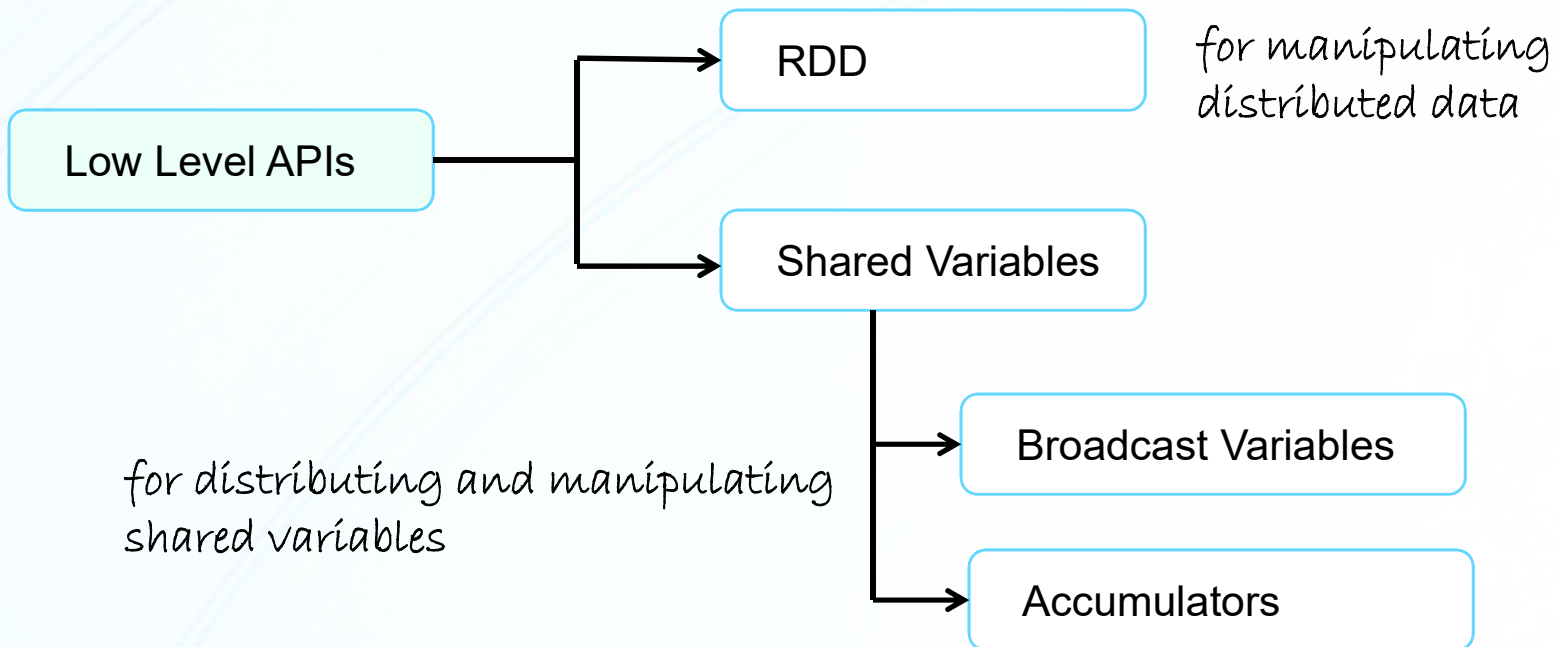 RDD
for manipulating
distributed data
Low Level APIs
Shared Variables
Broadcast Variables
for distributing and manipulating
shared variables
Accumulators